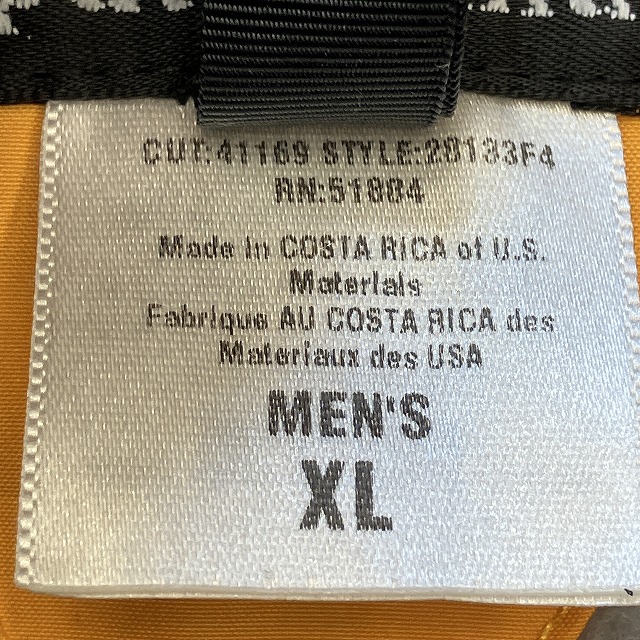 CUT:41169 STYLE:28133F4
RN:51884
Made in COSTA RICA of U.S.
Materials
Fabrique AU COSTA RICA des
Materiaux des USA
MEN'S
XL